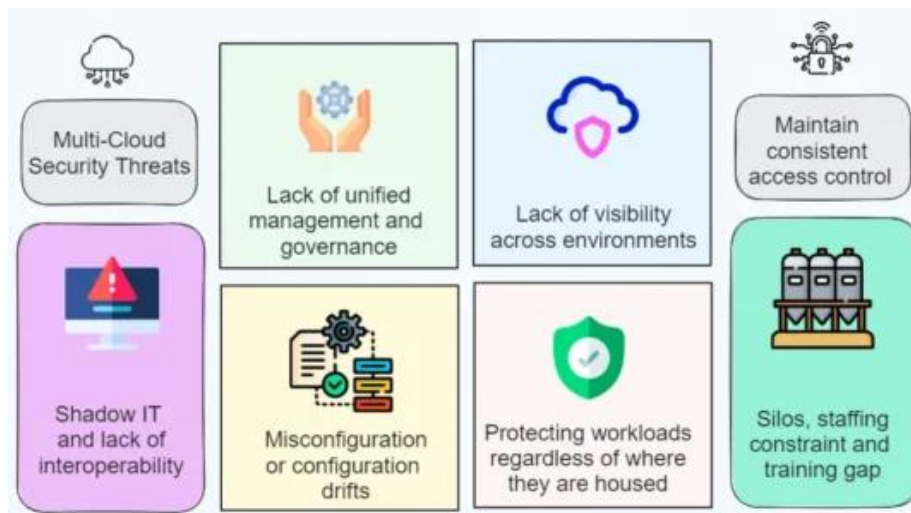 Multi-Cloud
Security Threats
Lack of unified
management and
governance
Lack of visibility
across environments
Maintain
consistent
access control
Shadow IT
and lack of
interoperability
Misconfiguration
or configuration
drifts
Protecting workloads
regardless of where
they are housed
Silos, staffing
constraint and
training gap